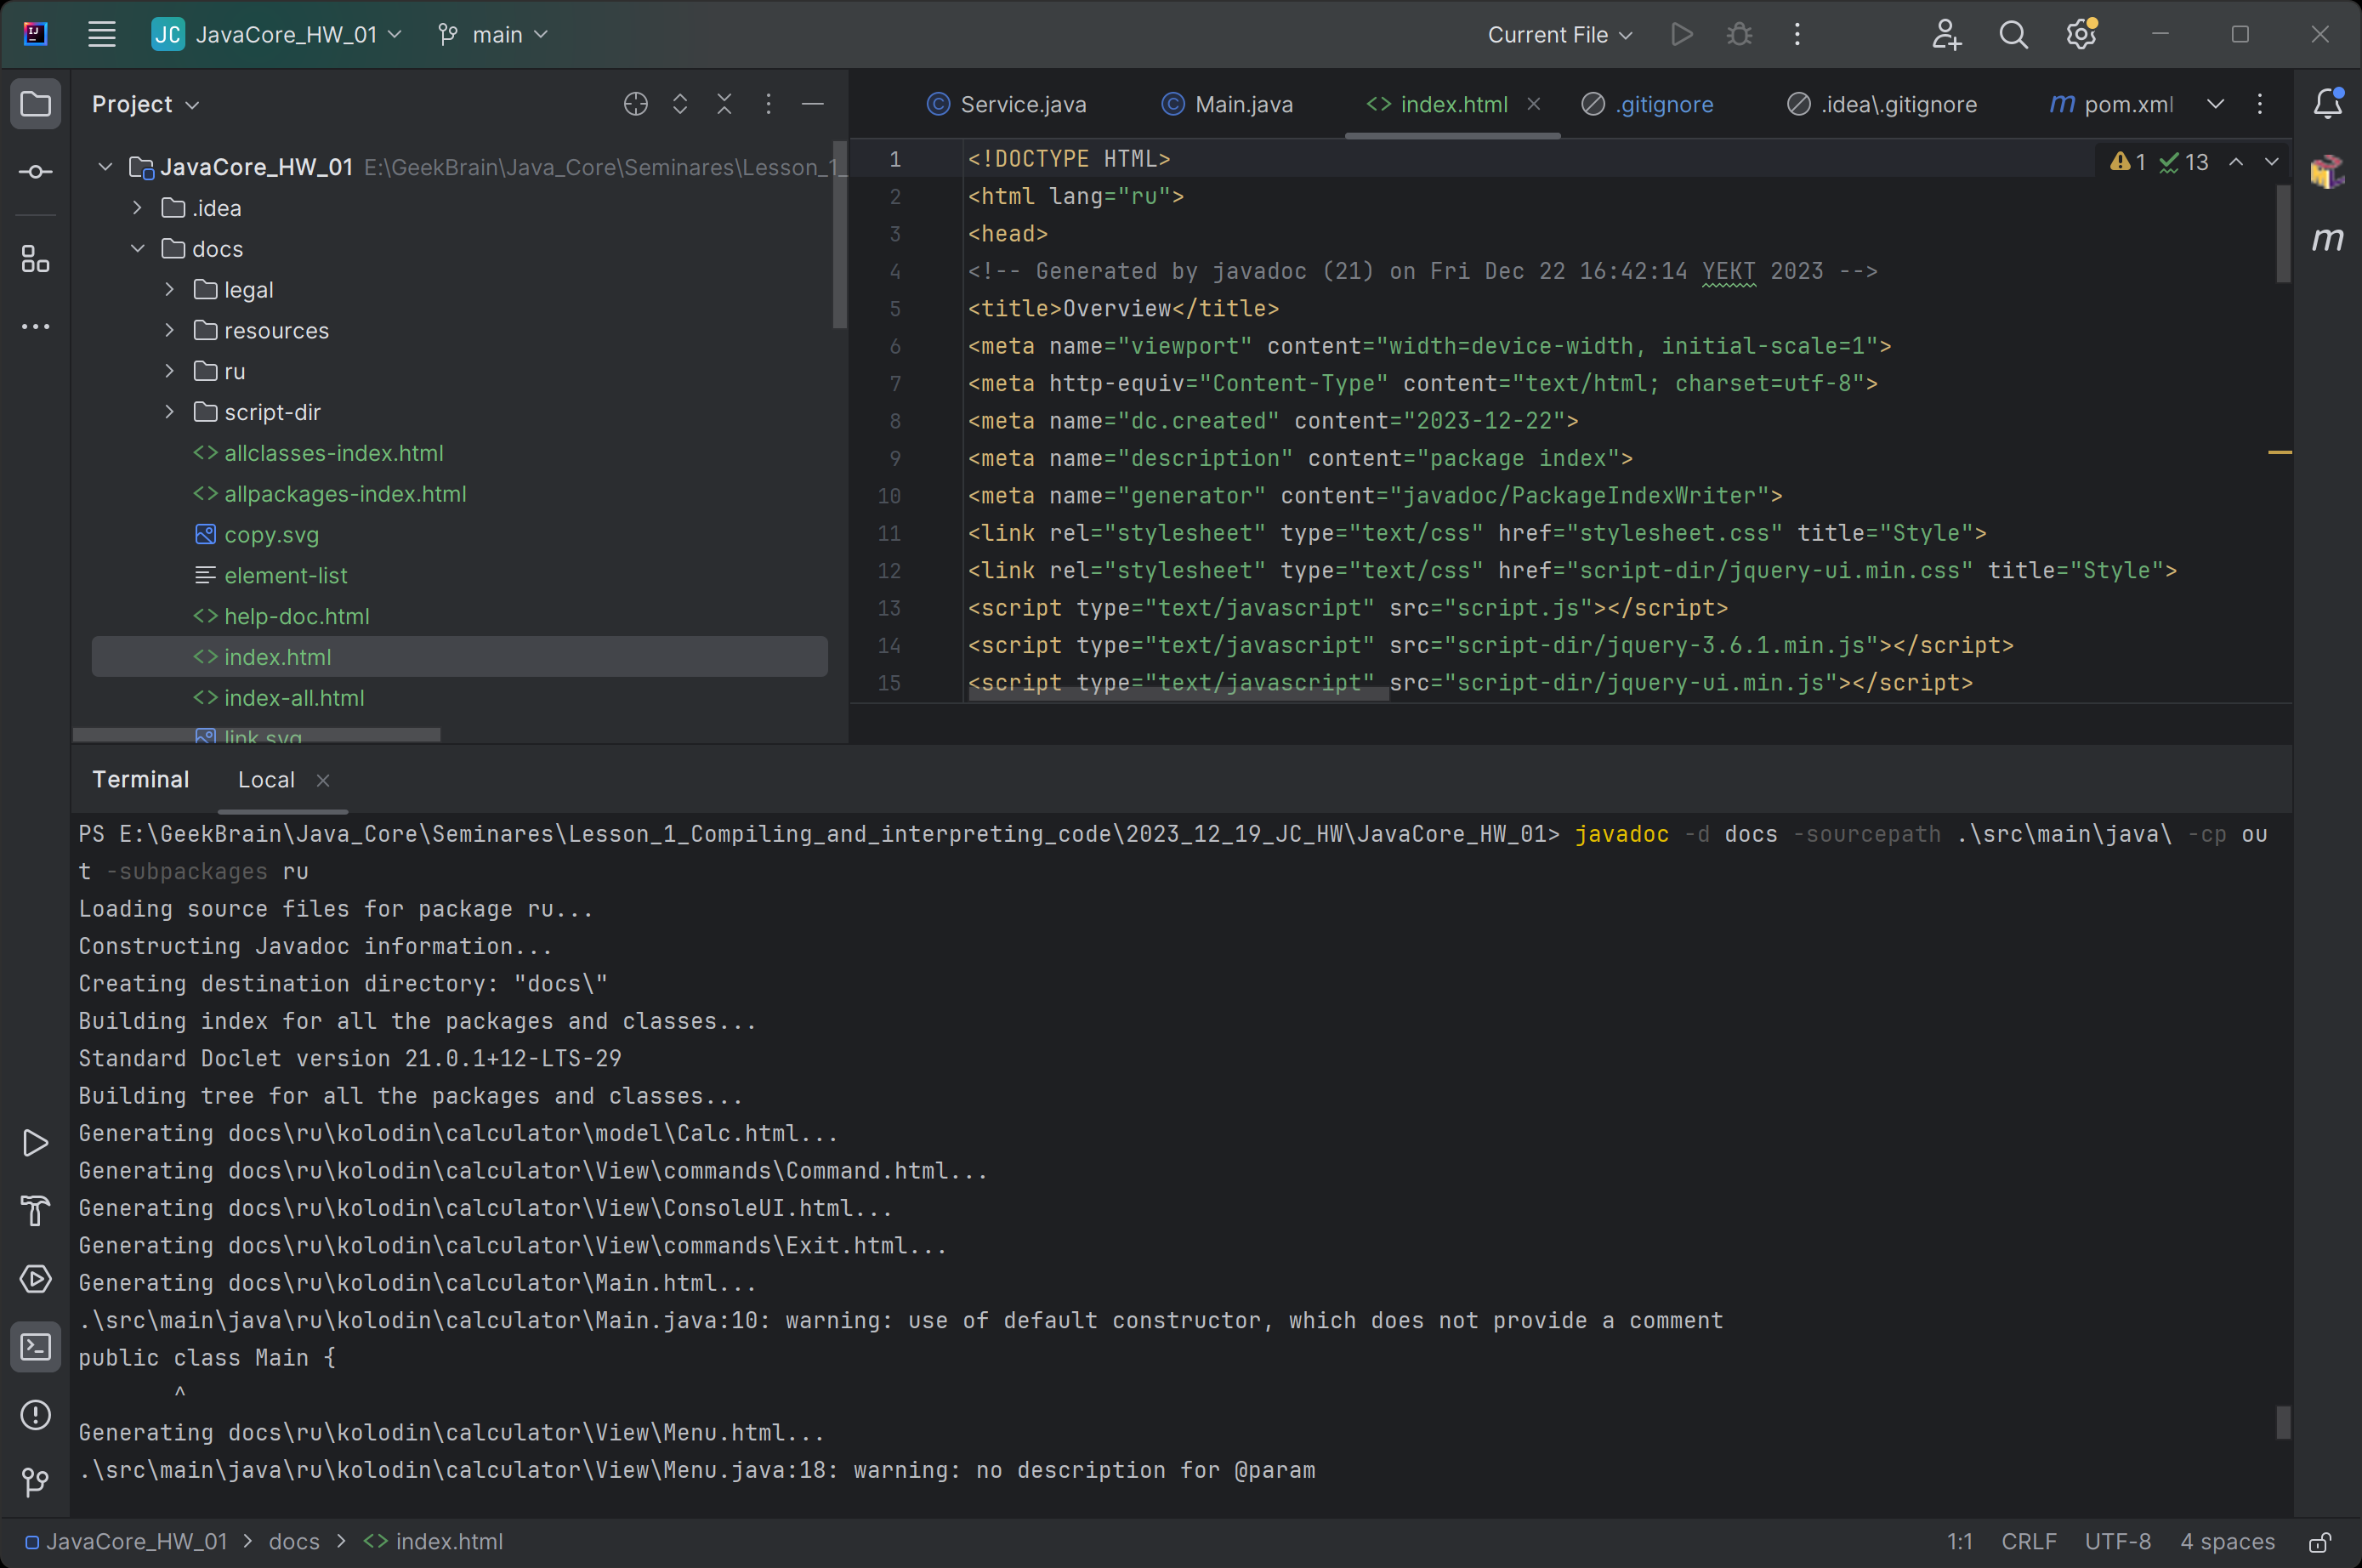 JC JavaCore_HW_01 main Current File
Project
Service.java Main.java index.html .gitignore .idea\.gitignore pom.xml
JavaCore_HW_01 E:\GeekBrain\Java_Core\Seminares\Lesson_1_
.idea
docs
legal
resources
ru
script-dir
allclasses-index.html
allpackages-index.html
copy.svg
element-list
help-doc.html
index.html
index-all.html
link.svg
1 <!DOCTYPE HTML>
1 13
2 <html lang="ru">
3 <head>
4 <!-- Generated by javadoc (21) on Fri Dec 22 16:42:14 YEKT 2023 -->
5 <title>Overview</title>
6 <meta name="viewport" content="width=device-width, initial-scale=1">
7 <meta http-equiv="Content-Type" content="text/html; charset=utf-8">
8 <meta name="dc.created" content="2023-12-22">
9 <meta name="description" content="package index">
10 <meta name="generator" content="javadoc/PackageIndexWriter">
11 <link rel="stylesheet" type="text/css" href="stylesheet.css" title="Style">
12 <link rel="stylesheet" type="text/css" href="script-dir/jquery-ui.min.css" title="Style">
13 <script type="text/javascript" src="script.js"></script>
14 <script type="text/javascript" src="script-dir/jquery-3.6.1.min.js"></script>
15 <script type="text/javascript" src="script-dir/jquery-ui.min.js"></script>
Terminal Local
PS E:\GeekBrain\Java_Core\Seminares\Lesson_1_Compiling_and_interpreting_code\2023_12_19_JC_HW\JavaCore_HW_01> javadoc -d docs -sourcepath .\src\main\java\ -cp ou
t -subpackages ru
Loading source files for package ru...
Constructing Javadoc information...
Creating destination directory: "docs\"
Building index for all the packages and classes...
Standard Doclet version 21.0.1+12-LTS-29
Building tree for all the packages and classes...
Generating docs\ru\kolodin\calculator\model\Calc.html...
Generating docs\ru\kolodin\calculator\View\commands\Command.html...
Generating docs\ru\kolodin\calculator\View\ConsoleUI.html...
Generating docs\ru\kolodin\calculator\View\commands\Exit.html...
Generating docs\ru\kolodin\calculator\Main.html...
.\src\main\java\ru\kolodin\calculator\Main.java:10: warning: use of default constructor, which does not provide a comment
public class Main {
^
Generating docs\ru\kolodin\calculator\View\Menu.html...
.\src\main\java\ru\kolodin\calculator\View\Menu.java:18: warning: no description for @param
JavaCore_HW_01 > docs > <> index.html 1:1 CRLF UTF-8 4 spaces